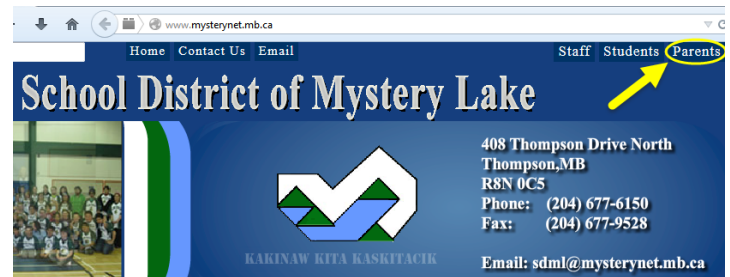 www.mysterynet.mb.ca
Home Contact Us Email Staff Students Parents
School District of Mystery Lake
408 Thompson Drive North
Thompson,MB
R8N 0C5
Phone: (204) 677-6150
Fax: (204) 677-9528
KAKINAW KITA KASKITACIK
Email: sdml@mysterynet.mb.ca